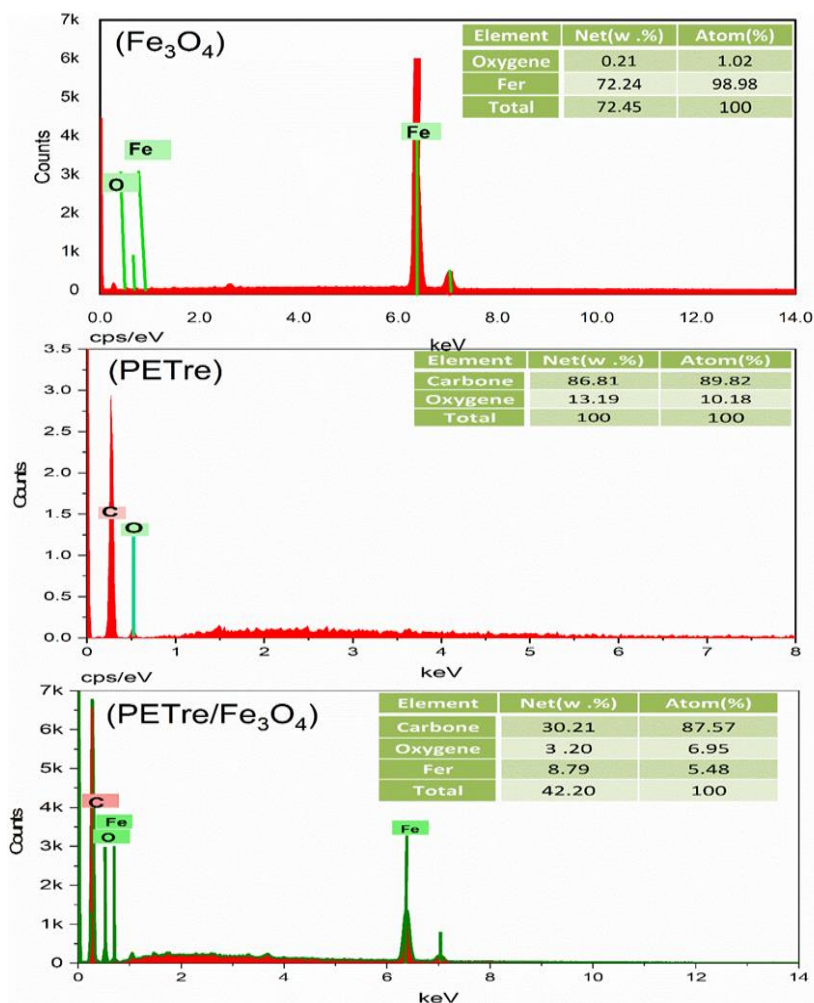 7k
6k
5k
4k
3k
2k
1k
0
Counts
(Fe₃O₄)
O
Fe
Fe
Element Net(w .%) Atom(%)
Oxygene 0.21 1.02
Fer 72.24 98.98
Total 72.45 100
0.0 2.0 4.0 6.0 8.0 10.0 12.0 14.0
cps/eV
keV
3.5
3.0
2.5
2.0
1.5
1.0
0.5
0.0
Counts
(PETre)
C
O
Element Net(w .%) Atom(%)
Carbone 86.81 89.82
Oxygene 13.19 10.18
Total 100 100
0 1 2 3 4 5 6 7 8
cps/eV
keV
7k
6k
5k
4k
3k
2k
1k
0
Counts
(PETre/Fe₃O₄)
C
Fe
O
Fe
Element Net(w .%) Atom(%)
Carbone 30.21 87.57
Oxygene 3 .20 6.95
Fer 8.79 5.48
Total 42.20 100
0 2 4 6 8 10 12 14
keV